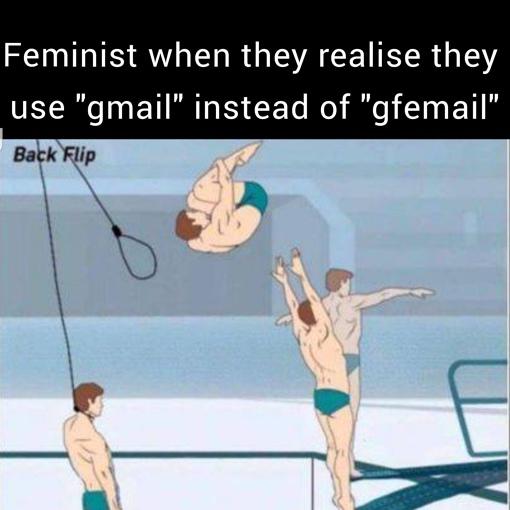 Feminist when they realise they
use "gmail" instead of "gfemail"
Back Flip